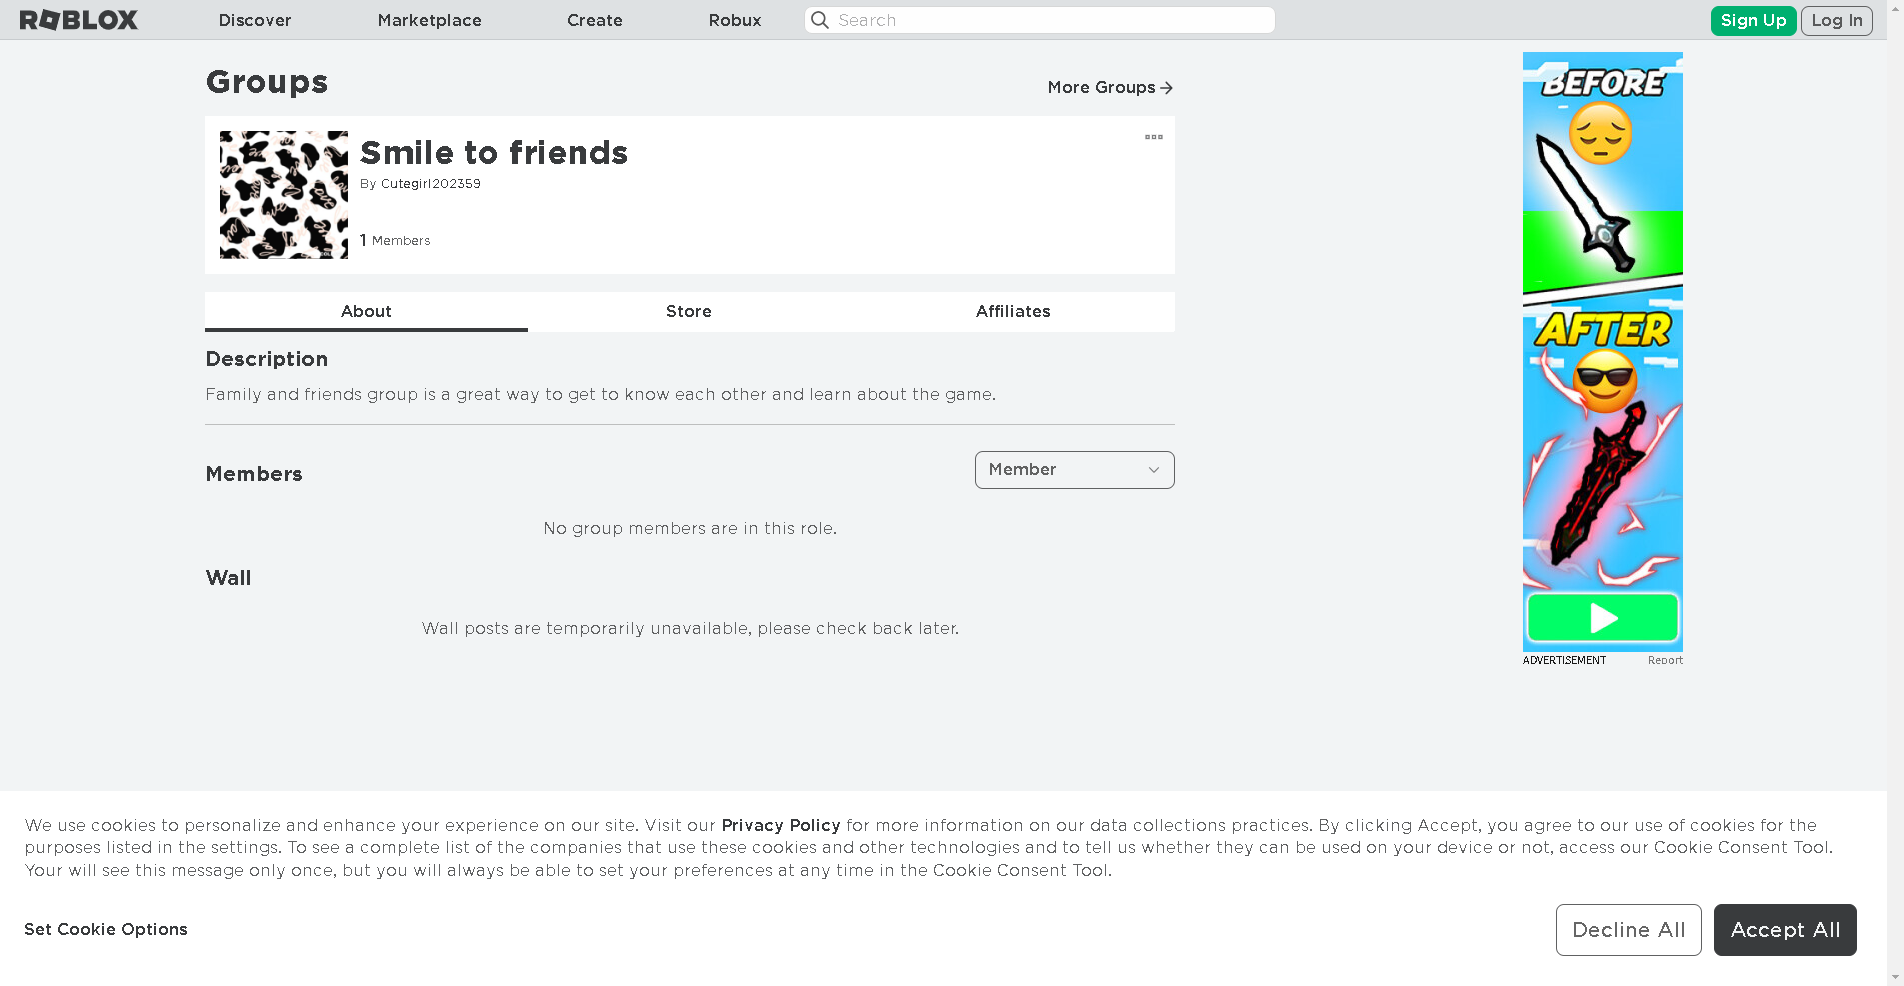 ROBLOX Discover Marketplace Create Robux Search Sign Up Log In
Groups
More Groups
Smile to friends
By Cutegirl202359
1 Members
About Store Affiliates
Description
Family and friends group is a great way to get to know each other and learn about the game.
Members
Member
No group members are in this role.
Wall
Wall posts are temporarily unavailable, please check back later.
BEFORE
AFTER
ADVERTISEMENT Report
We use cookies to personalize and enhance your experience on our site. Visit our Privacy Policy for more information on our data collections practices. By clicking Accept, you agree to our use of cookies for the
purposes listed in the settings. To see a complete list of the companies that use these cookies and other technologies and to tell us whether they can be used on your device or not, access our Cookie Consent Tool.
Your will see this message only once, but you will always be able to set your preferences at any time in the Cookie Consent Tool.
Set Cookie Options
Decline All Accept All